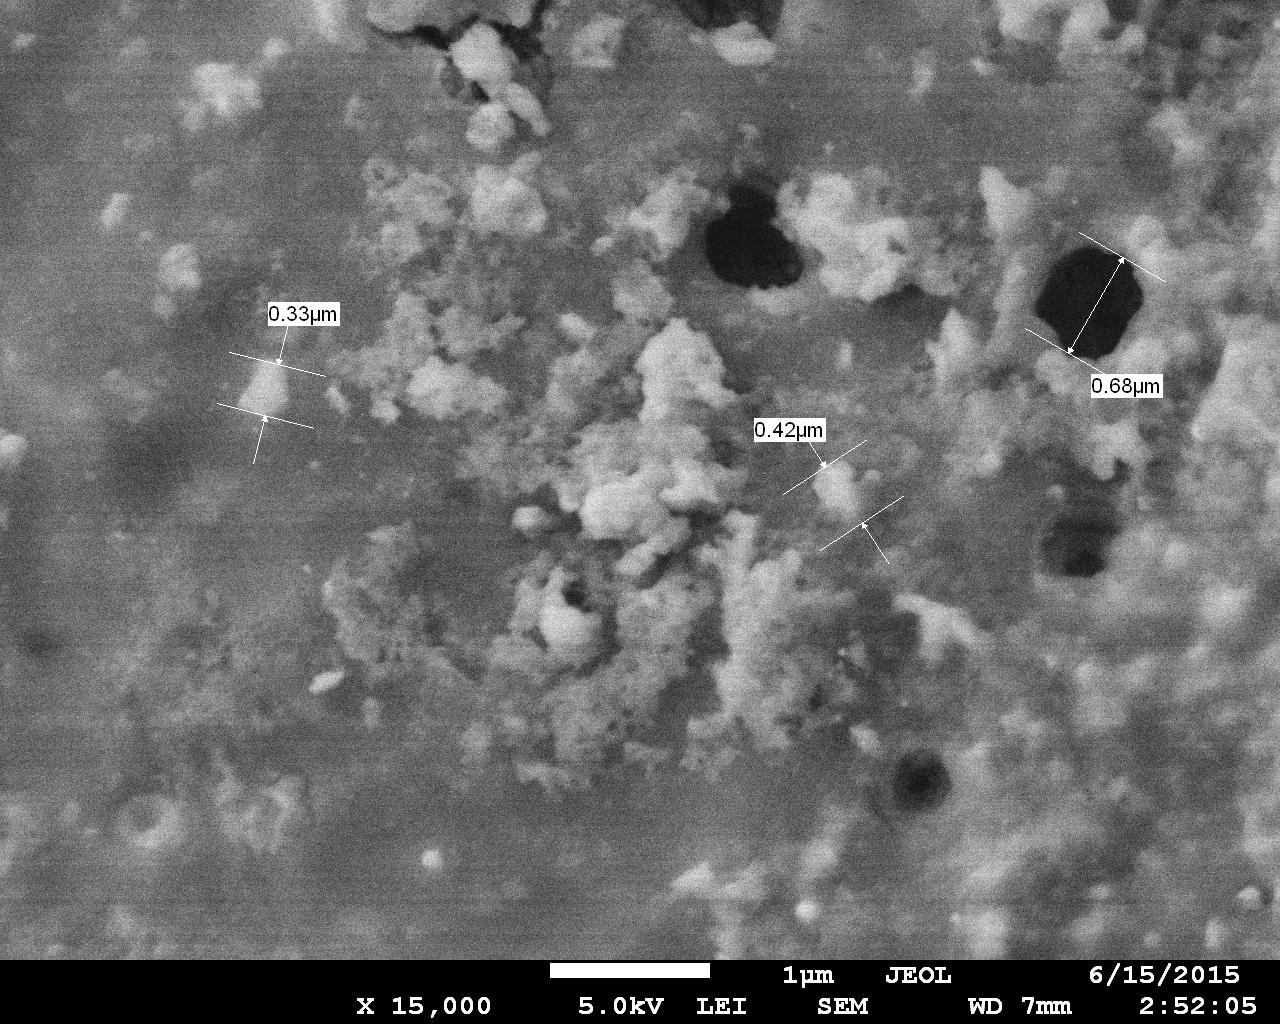 0.33µm
0.68µm
0.42µm
1µm JEOL 6/15/2015
X 15,000 5.0kV LEI SEM WD 7mm 2:52:05